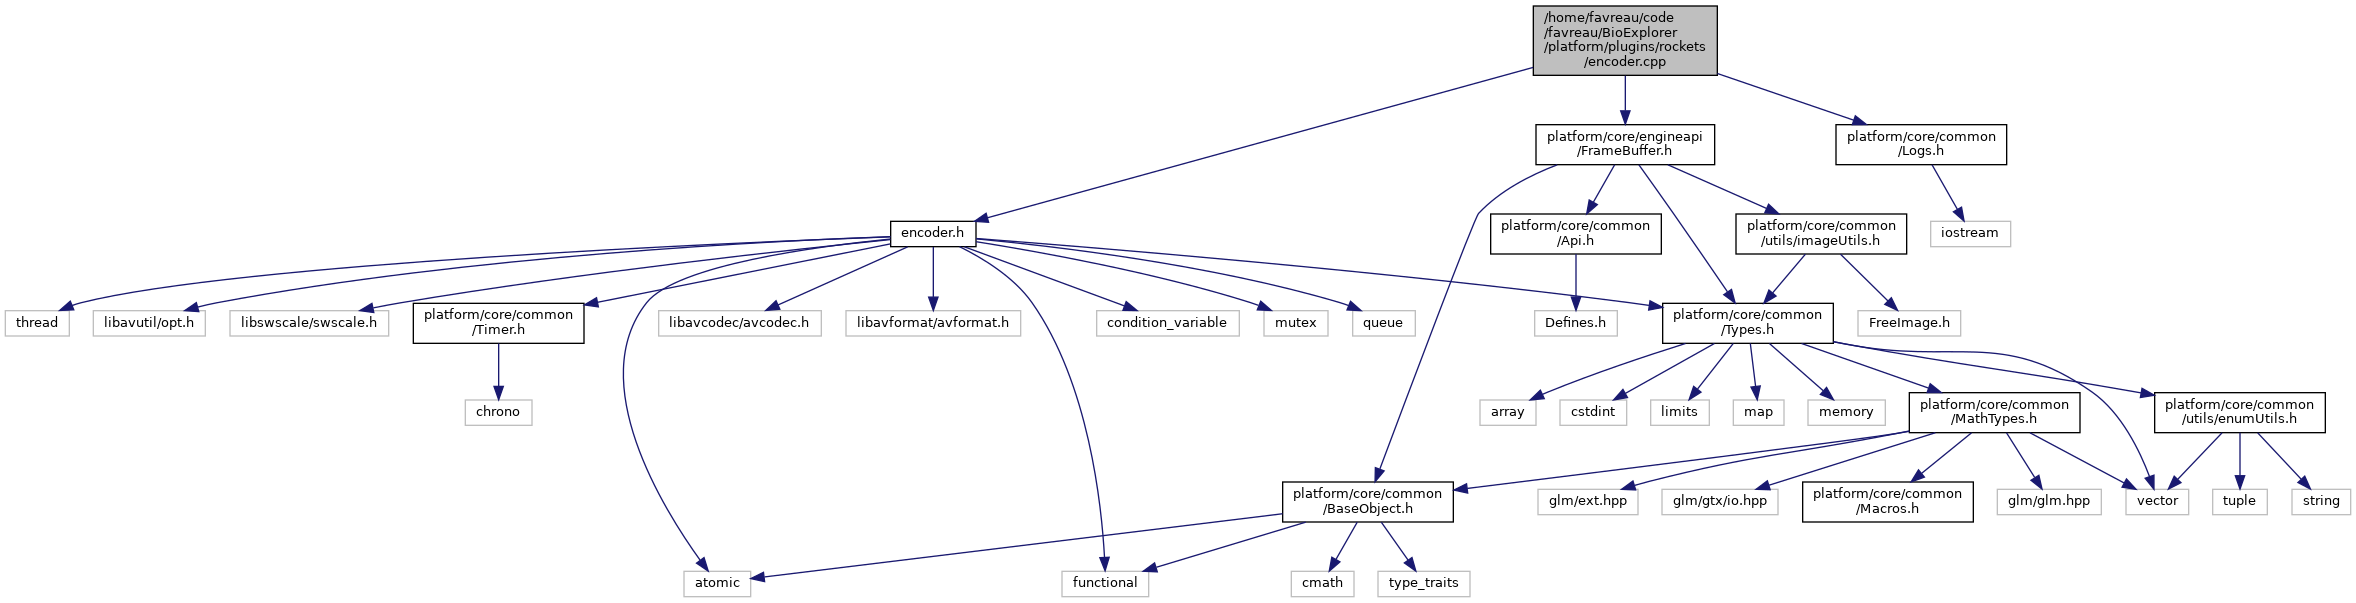 /home/favreau/code
/favreau/BioExplorer
/platform/plugins/rockets
/encoder.cpp
platform/core/engineapi
/FrameBuffer.h
platform/core/common
/Logs.h
encoder.h
platform/core/common
/Api.h
platform/core/common
/utils/imageUtils.h
iostream
thread
libavutil/opt.h
libswscale/swscale.h
platform/core/common
/Timer.h
libavcodec/avcodec.h
libavformat/avformat.h
condition_variable
mutex
queue
Defines.h
platform/core/common
/Types.h
FreeImage.h
chrono
array
cstdint
limits
map
memory
platform/core/common
/MathTypes.h
platform/core/common
/utils/enumUtils.h
platform/core/common
/BaseObject.h
glm/ext.hpp
glm/gtx/io.hpp
platform/core/common
/Macros.h
glm/glm.hpp
vector
tuple
string
atomic
functional
cmath
type_traits